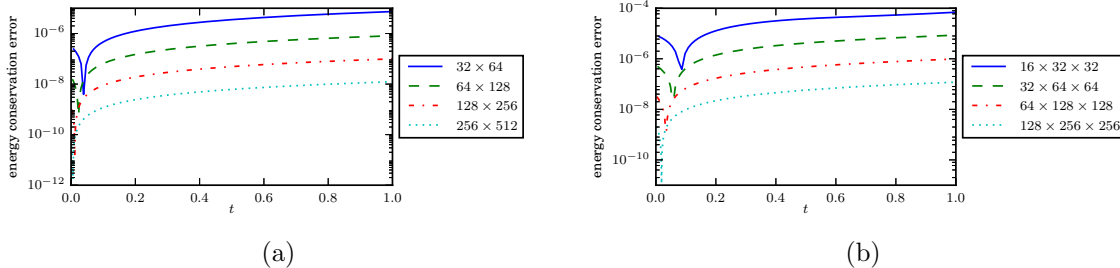 energy conservation error
10^−6
10^−8
10^−10
10^−12
0.0 0.2 0.4 0.6 0.8 1.0
t
32 × 64
64 × 128
128 × 256
256 × 512
(a)
energy conservation error
10^−4
10^−6
10^−8
10^−10
0.0 0.2 0.4 0.6 0.8 1.0
t
16 × 32 × 32
32 × 64 × 64
64 × 128 × 128
128 × 256 × 256
(b)